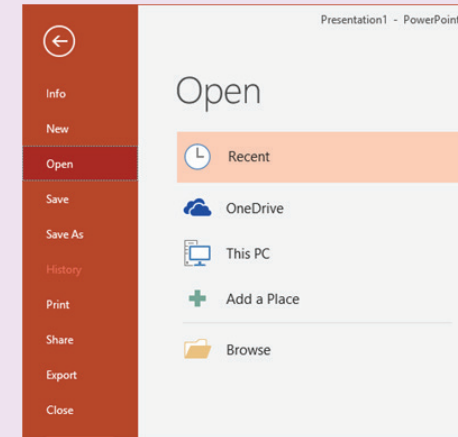 Presentation1 - PowerPoint
Info
New
Open
Save
Save As
History
Print
Share
Export
Close
Open
Recent
OneDrive
This PC
Add a Place
Browse